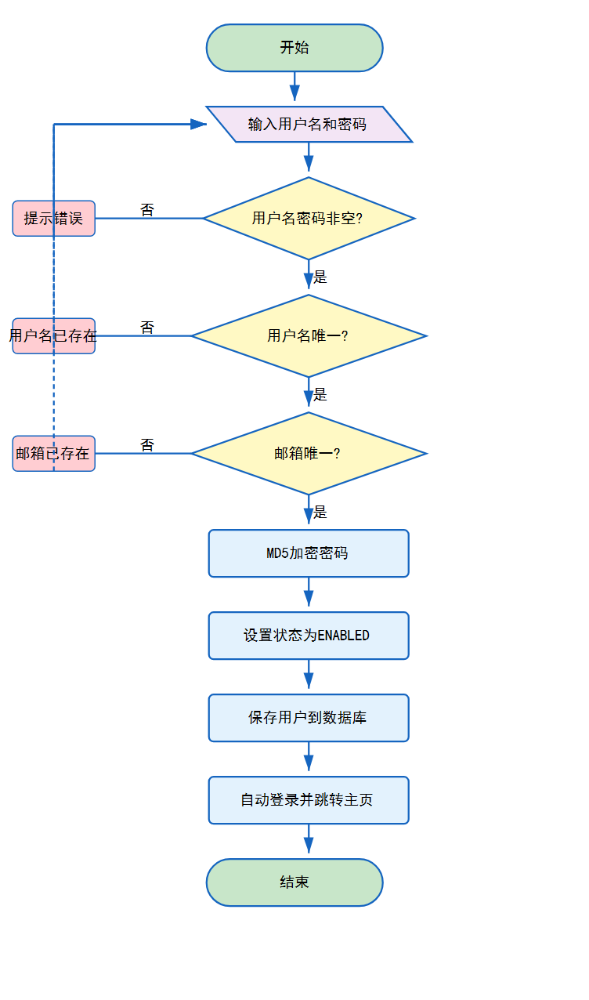 开始
输入用户名和密码
用户名密码非空?
否
提示错误
是
用户名唯一?
否
用户名已存在
是
邮箱唯一?
否
邮箱已存在
是
MD5加密密码
设置状态为ENABLED
保存用户到数据库
自动登录并跳转主页
结束